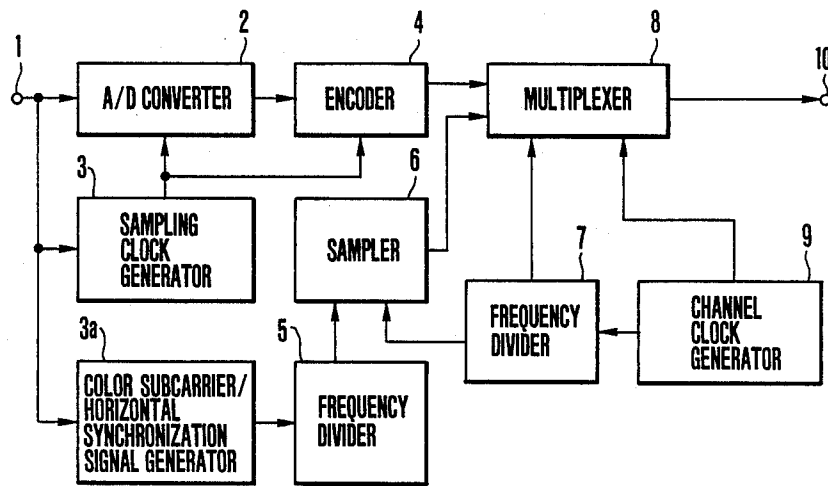 1
2
4
8
10
A/D CONVERTER
ENCODER
MULTIPLEXER
3
6
SAMPLING
CLOCK
GENERATOR
SAMPLER
7
9
3a
5
FREQUENCY
DIVIDER
CHANNEL
CLOCK
GENERATOR
COLOR SUBCARRIER/
HORIZONTAL
SYNCHRONIZATION
SIGNAL GENERATOR
FREQUENCY
DIVIDER